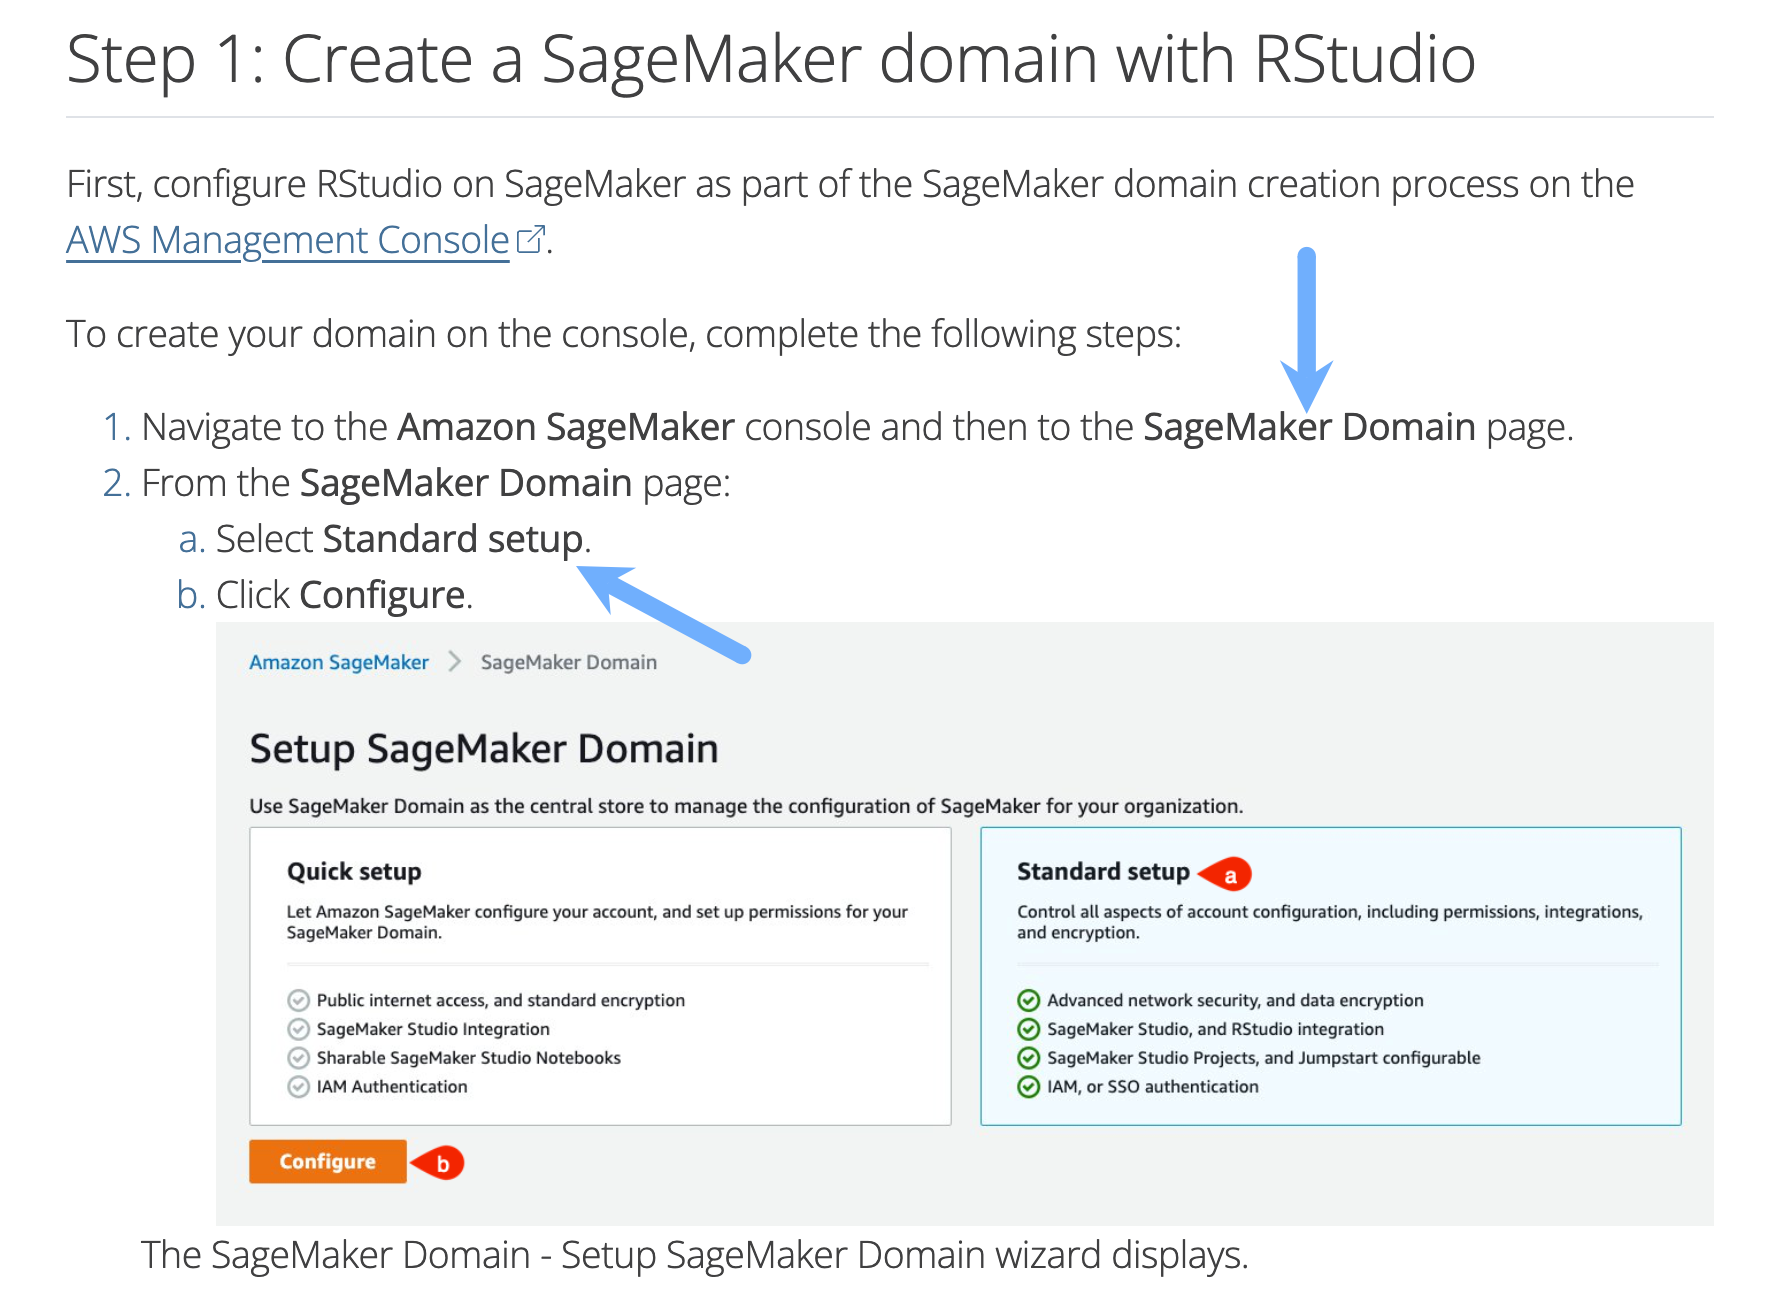 Step 1: Create a SageMaker domain with RStudio
First, configure RStudio on SageMaker as part of the SageMaker domain creation process on the
AWS Management Console.
To create your domain on the console, complete the following steps:
1. Navigate to the Amazon SageMaker console and then to the SageMaker Domain page.
2. From the SageMaker Domain page:
a. Select Standard setup.
b. Click Configure.
Amazon SageMaker > SageMaker Domain
Setup SageMaker Domain
Use SageMaker Domain as the central store to manage the configuration of SageMaker for your organization.
Quick setup
Let Amazon SageMaker configure your account, and set up permissions for your
SageMaker Domain.
Public internet access, and standard encryption
SageMaker Studio Integration
Sharable SageMaker Studio Notebooks
IAM Authentication
Standard setup a
Control all aspects of account configuration, including permissions, integrations,
and encryption.
Advanced network security, and data encryption
SageMaker Studio, and RStudio integration
SageMaker Studio Projects, and Jumpstart configurable
IAM, or SSO authentication
Configure b
The SageMaker Domain - Setup SageMaker Domain wizard displays.